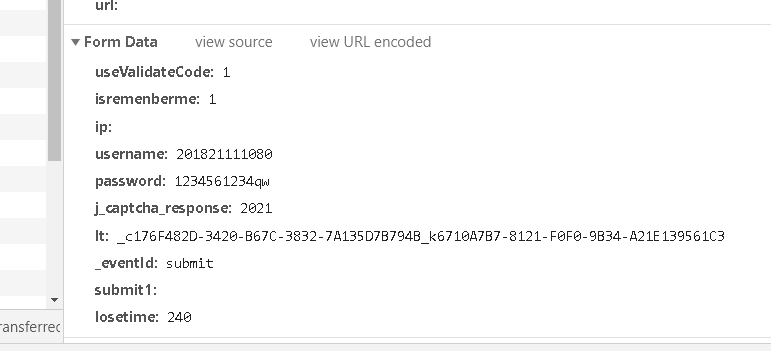 url:
Form Data view source view URL encoded
useValidateCode: 1
isremenberme: 1
ip:
username: 201821111080
password: 1234561234qw
j_captcha_response: 2021
lt: _c176F482D-3420-B67C-3832-7A135D7B794B_k6710A7B7-8121-F0F0-9B34-A21E139561C3
_eventId: submit
submit1:
losetime: 240
ransferred